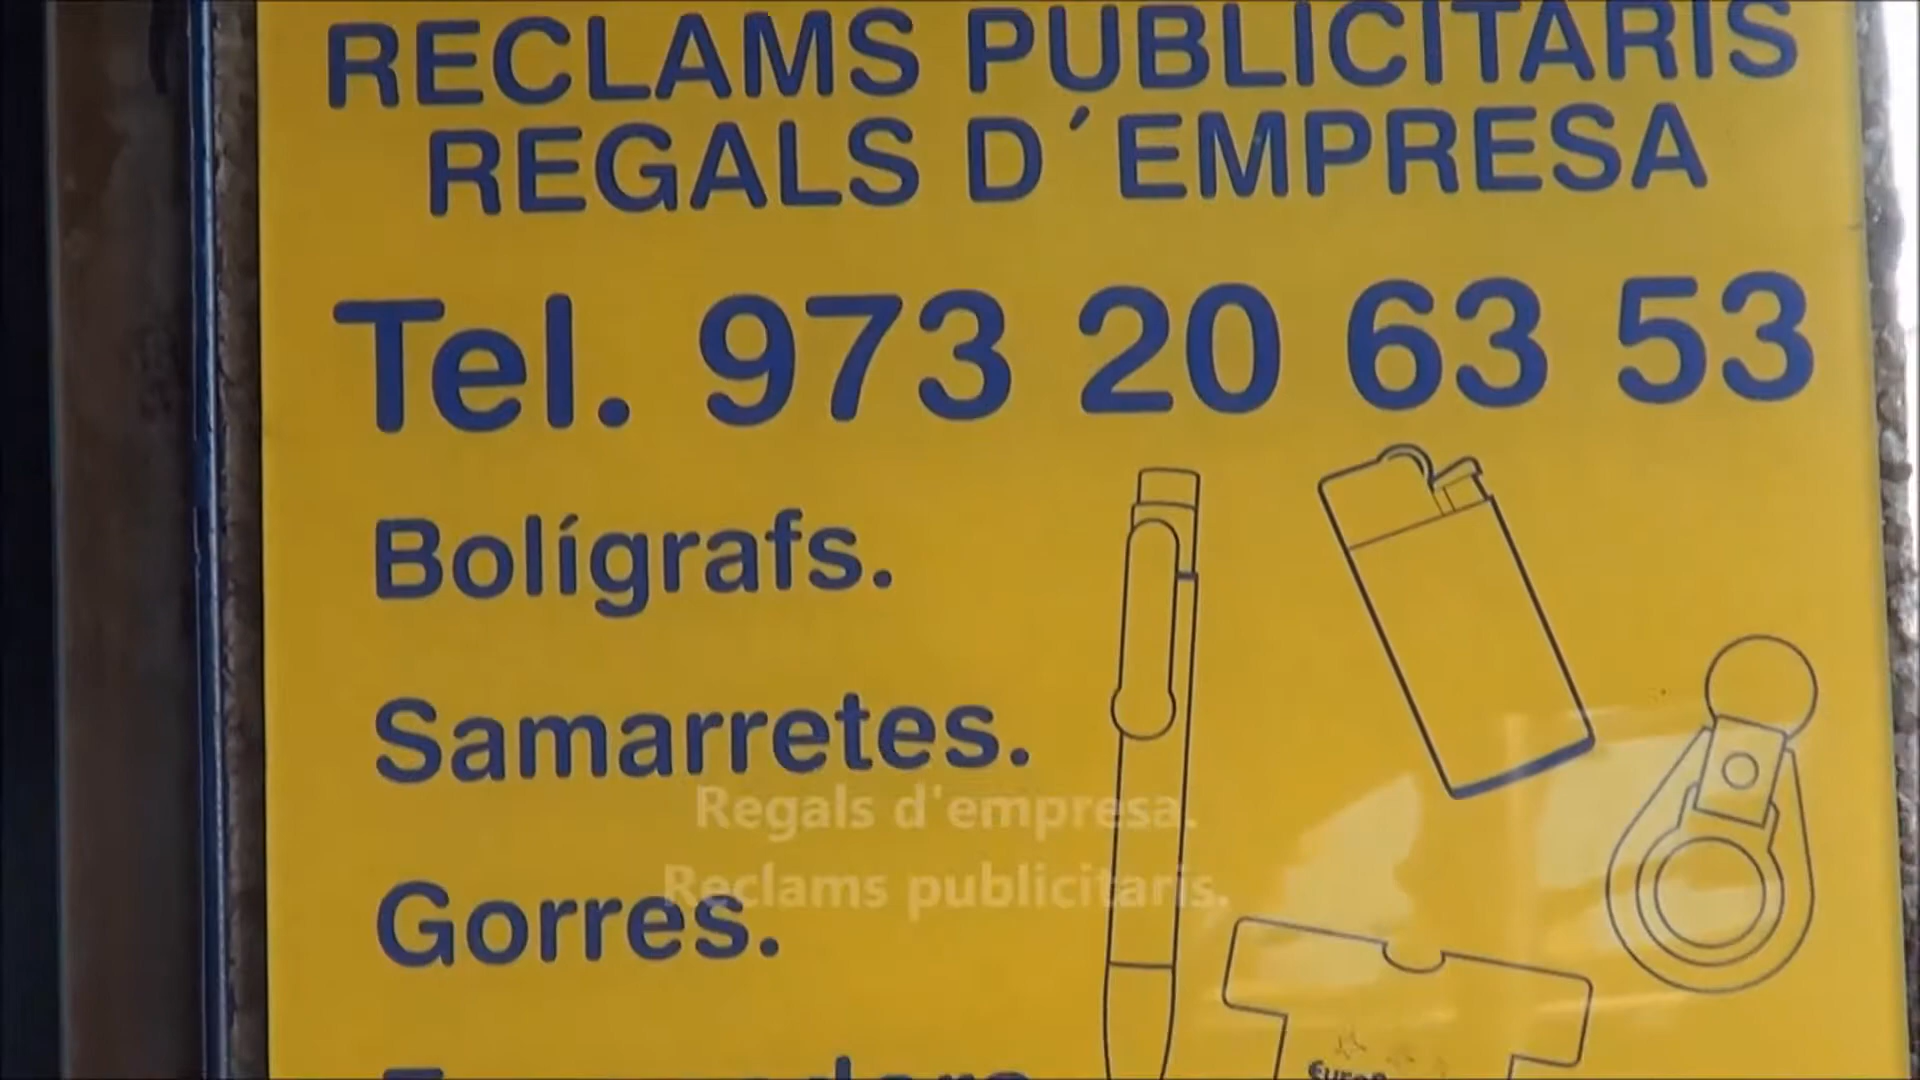 RECLAMS PUBLICITARIS
REGALS D´EMPRESA
Tel. 973 20 63 53
Bolígrafs.
Samarretes.
Regals d'empresa.
Reclams publicitaris.
Gorres.